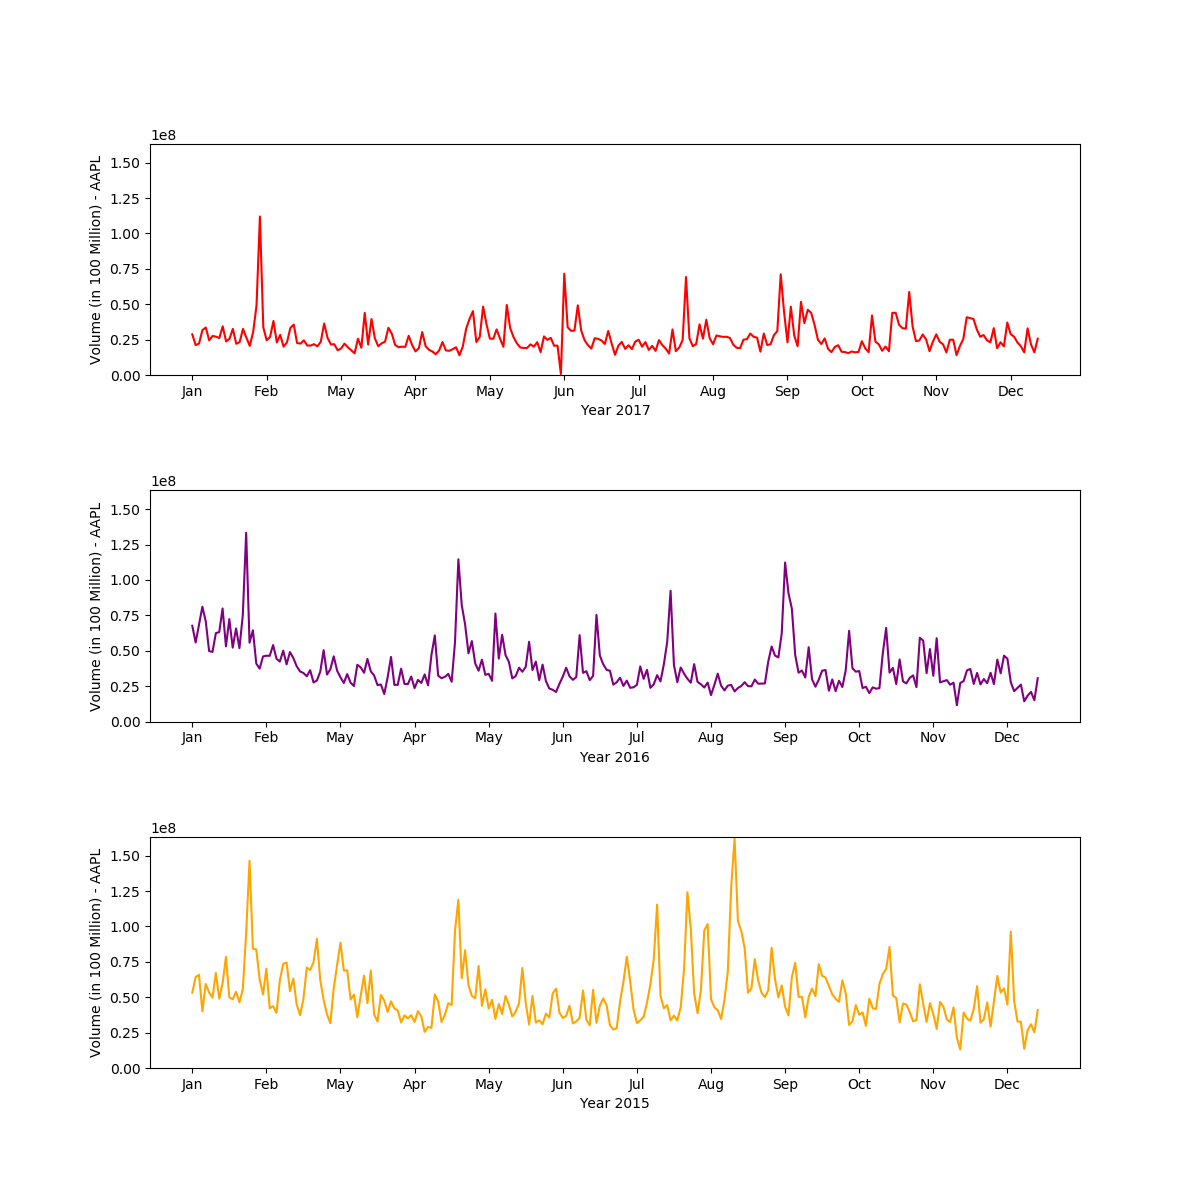 1e8
Volume (in 100 Million) - AAPL
1.50
1.25
1.00
0.75
0.50
0.25
0.00
Jan Feb May Apr May Jun Jul Aug Sep Oct Nov Dec
Year 2017
1e8
Volume (in 100 Million) - AAPL
1.50
1.25
1.00
0.75
0.50
0.25
0.00
Jan Feb May Apr May Jun Jul Aug Sep Oct Nov Dec
Year 2016
1e8
Volume (in 100 Million) - AAPL
1.50
1.25
1.00
0.75
0.50
0.25
0.00
Jan Feb May Apr May Jun Jul Aug Sep Oct Nov Dec
Year 2015